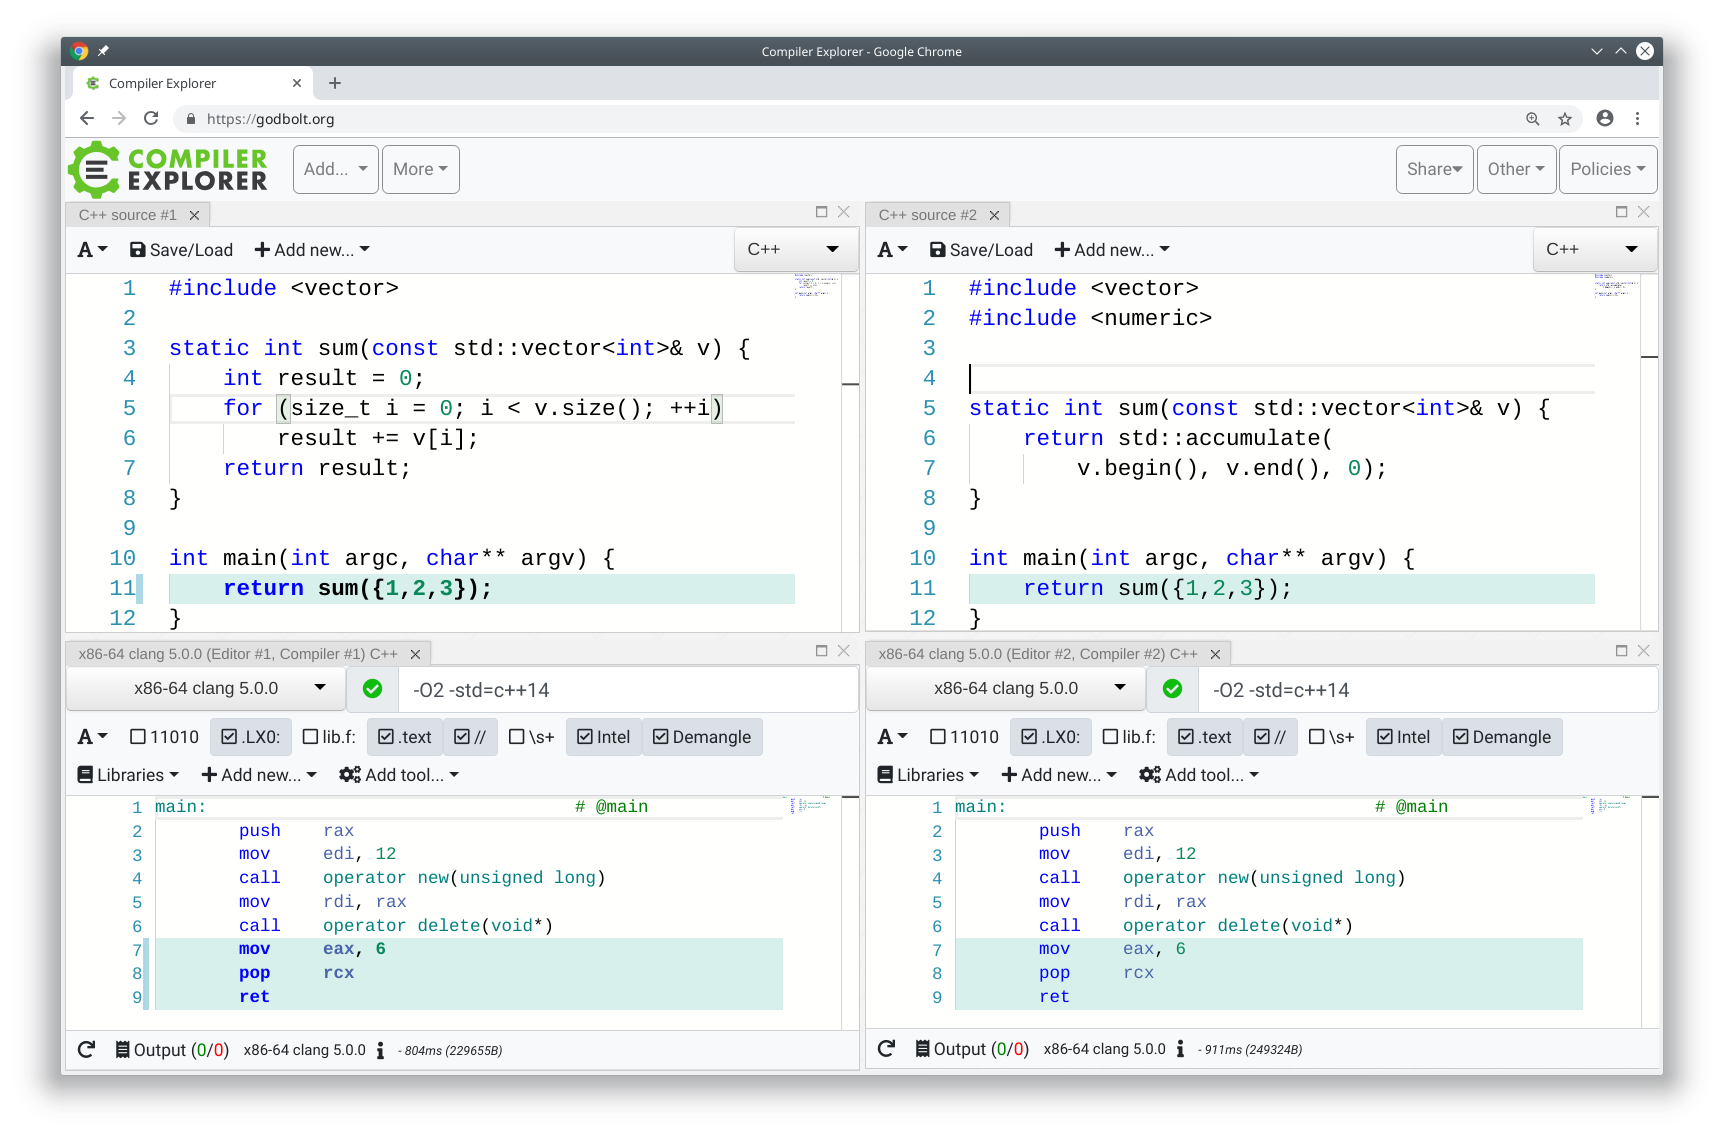 Compiler Explorer - Google Chrome
Compiler Explorer
https://godbolt.org
COMPILER
EXPLORER
Add...
More
Share
Other
Policies
C++ source #1
A
Save/Load
Add new...
C++
1 #include <vector>
2
3 static int sum(const std::vector<int>& v) {
4 int result = 0;
5 for (size_t i = 0; i < v.size(); ++i)
6 result += v[i];
7 return result;
8 }
9
10 int main(int argc, char** argv) {
11 return sum({1,2,3});
12 }
C++ source #2
A
Save/Load
Add new...
C++
1 #include <vector>
2 #include <numeric>
3
4
5 static int sum(const std::vector<int>& v) {
6 return std::accumulate(
7 v.begin(), v.end(), 0);
8 }
9
10 int main(int argc, char** argv) {
11 return sum({1,2,3});
12 }
x86-64 clang 5.0.0 (Editor #1, Compiler #1) C++
x86-64 clang 5.0.0
-O2 -std=c++14
A 11010 .LX0: lib.f: .text // \s+ Intel Demangle
Libraries Add new... Add tool...
1 main: # @main
2 push rax
3 mov edi, 12
4 call operator new(unsigned long)
5 mov rdi, rax
6 call operator delete(void*)
7 mov eax, 6
8 pop rcx
9 ret
Output (0/0) x86-64 clang 5.0.0 i - 804ms (229655B)
x86-64 clang 5.0.0 (Editor #2, Compiler #2) C++
x86-64 clang 5.0.0
-O2 -std=c++14
A 11010 .LX0: lib.f: .text // \s+ Intel Demangle
Libraries Add new... Add tool...
1 main: # @main
2 push rax
3 mov edi, 12
4 call operator new(unsigned long)
5 mov rdi, rax
6 call operator delete(void*)
7 mov eax, 6
8 pop rcx
9 ret
Output (0/0) x86-64 clang 5.0.0 i - 911ms (249324B)